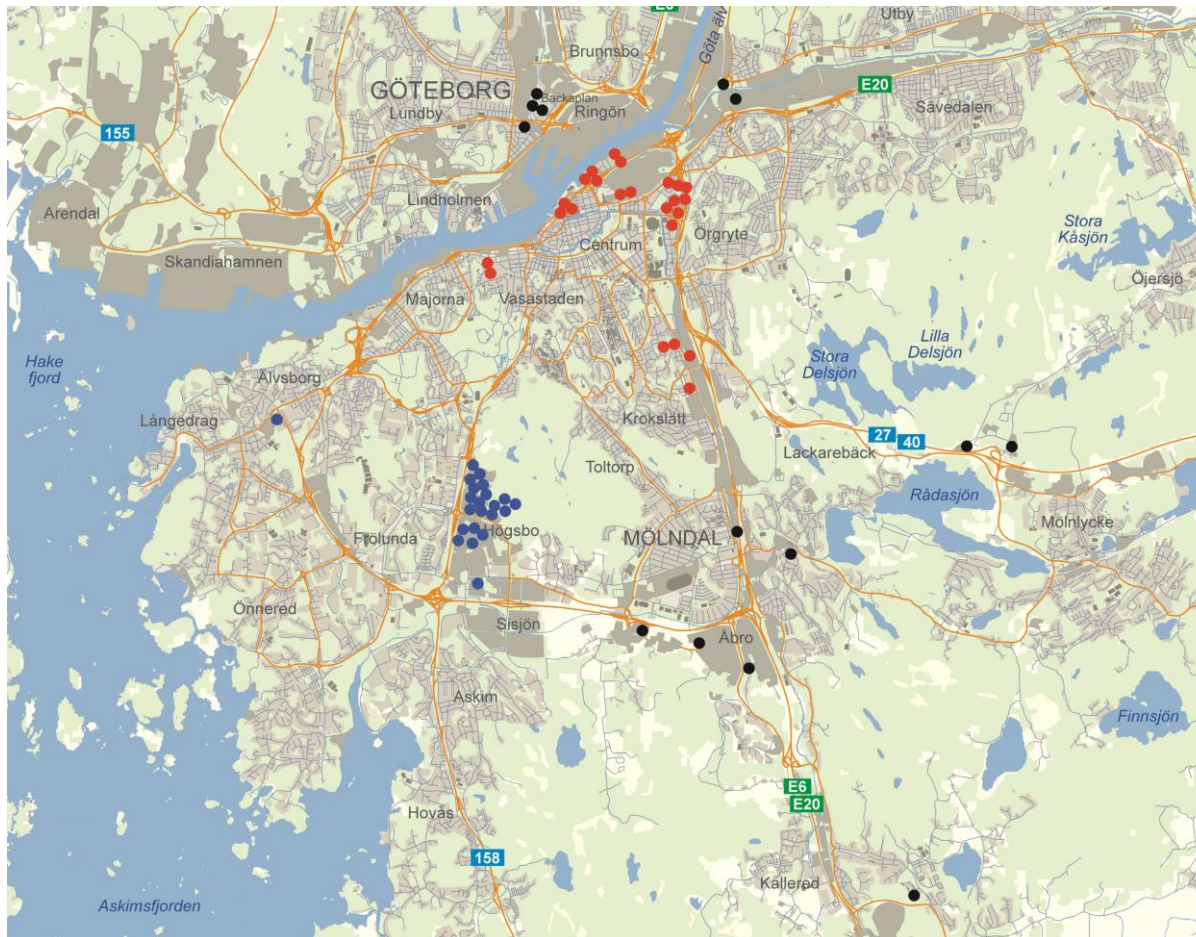 E6
Göta älv
Utby
Brunnsbo
E20
GÖTEBORG
Backaplan
Lundby
Ringön
Sävedalen
155
Lindholmen
Arendal
Stora
Kåsjön
Centrum
Örgryte
Skandiahamnen
Öjersjö
Majorna
Vasastaden
Hake
fjord
Lilla
Delsjön
Stora
Delsjön
Älvsborg
Långedrag
Krokslätt
27
40
Toltorp
Lackarebäck
Rådasjön
Mölnlycke
Högsbo
Frölunda
MÖLNDAL
Önnered
Sisjön
Åbro
Askim
Finnsjön
E6
E20
Hovås
158
Kållered
Askimsfjorden